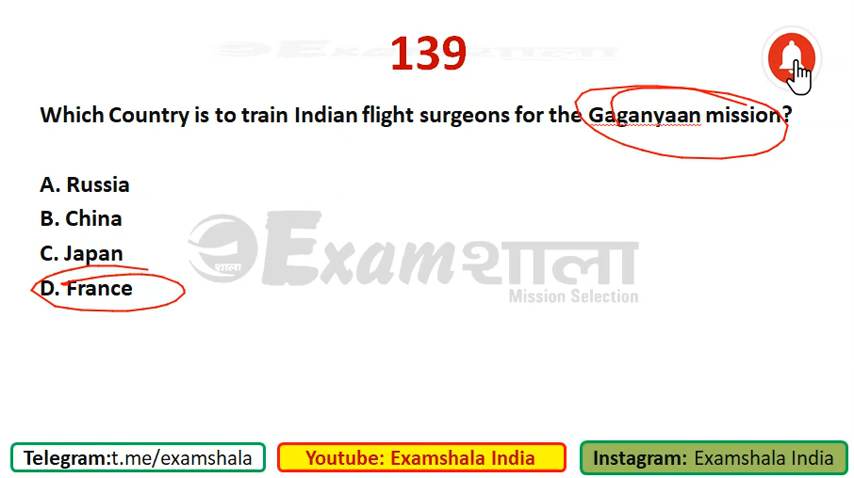 139
Which Country is to train Indian flight surgeons for the Gaganyaan mission?
A. Russia
B. China
C. Japan
D. France
शाला
Examशाला
Mission Selection
Telegram:t.me/examshala
Youtube: Examshala India
Instagram: Examshala India